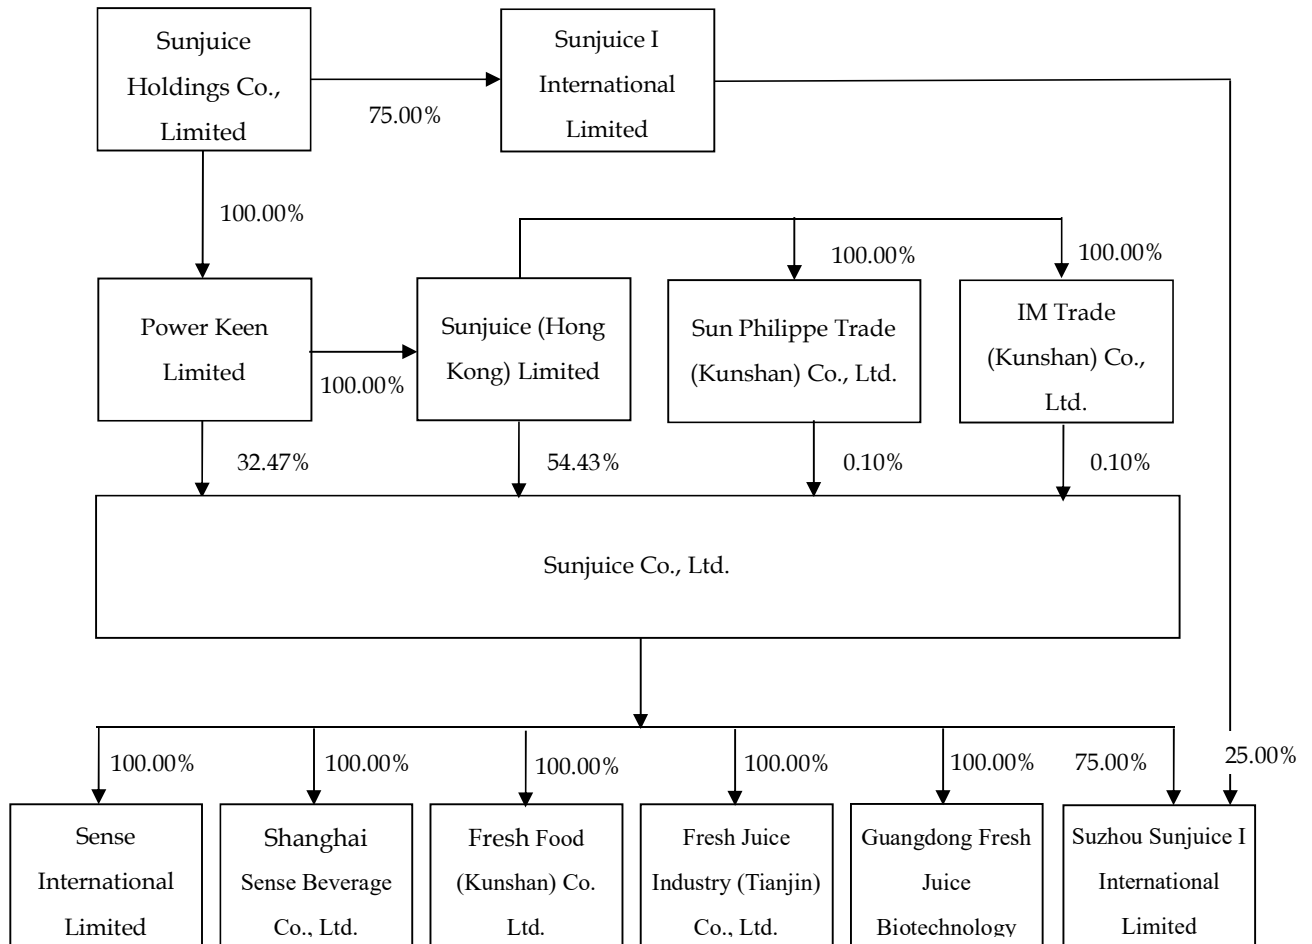 Sunjuice
Holdings Co.,
Limited
75.00%
Sunjuice I
International
Limited
100.00%
100.00%
100.00%
Power Keen
Limited
100.00%
Sunjuice (Hong
Kong) Limited
Sun Philippe Trade
(Kunshan) Co., Ltd.
IM Trade
(Kunshan) Co.,
Ltd.
32.47%
54.43%
0.10%
0.10%
Sunjuice Co., Ltd.
100.00%
100.00%
100.00%
100.00%
100.00%
75.00%
25.00%
Sense
International
Limited
Shanghai
Sense Beverage
Co., Ltd.
Fresh Food
(Kunshan) Co.
Ltd.
Fresh Juice
Industry (Tianjin)
Co., Ltd.
Guangdong Fresh
Juice
Biotechnology
Suzhou Sunjuice I
International
Limited